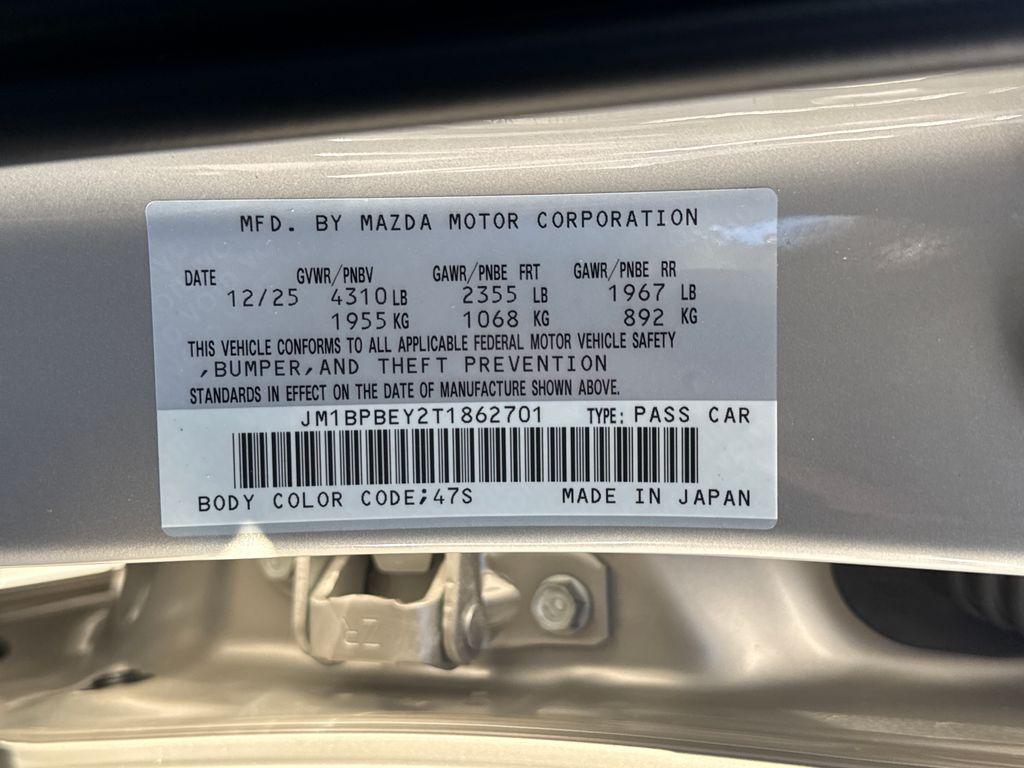 MFD. BY MAZDA MOTOR CORPORATION
DATE GVWR/PNBV GAWR/PNBE FRT GAWR/PNBE RR
12/25 4310 LB 2355 LB 1967 LB
1955 KG 1068 KG 892 KG
THIS VEHICLE CONFORMS TO ALL APPLICABLE FEDERAL MOTOR VEHICLE SAFETY
,BUMPER,AND THEFT PREVENTION
STANDARDS IN EFFECT ON THE DATE OF MANUFACTURE SHOWN ABOVE.
JM1BPBEY2T1862701 TYPE: PASS CAR
BODY COLOR CODE;47S MADE IN JAPAN
ZR